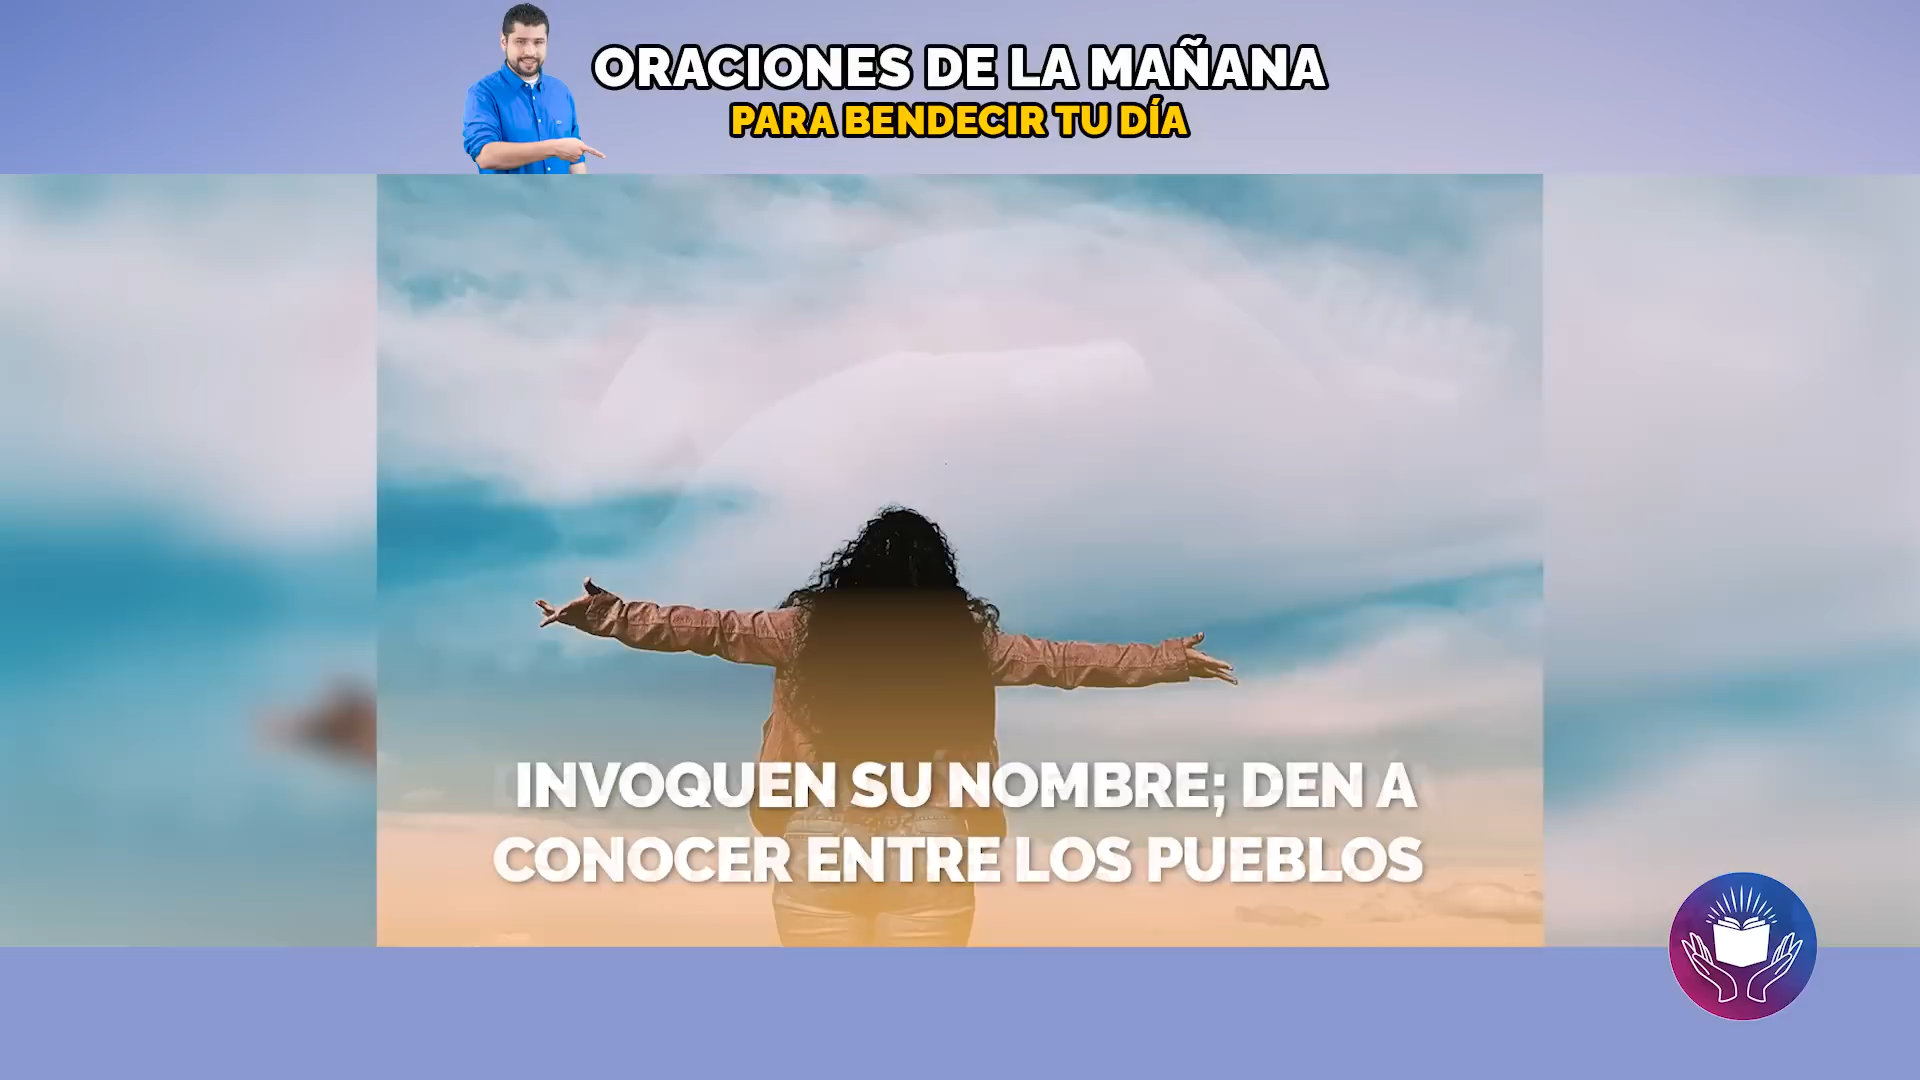 ORACIONES DE LA MAÑANA
PARA BENDECIR TU DÍA
INVOQUEN SU NOMBRE; DEN A
CONOCER ENTRE LOS PUEBLOS